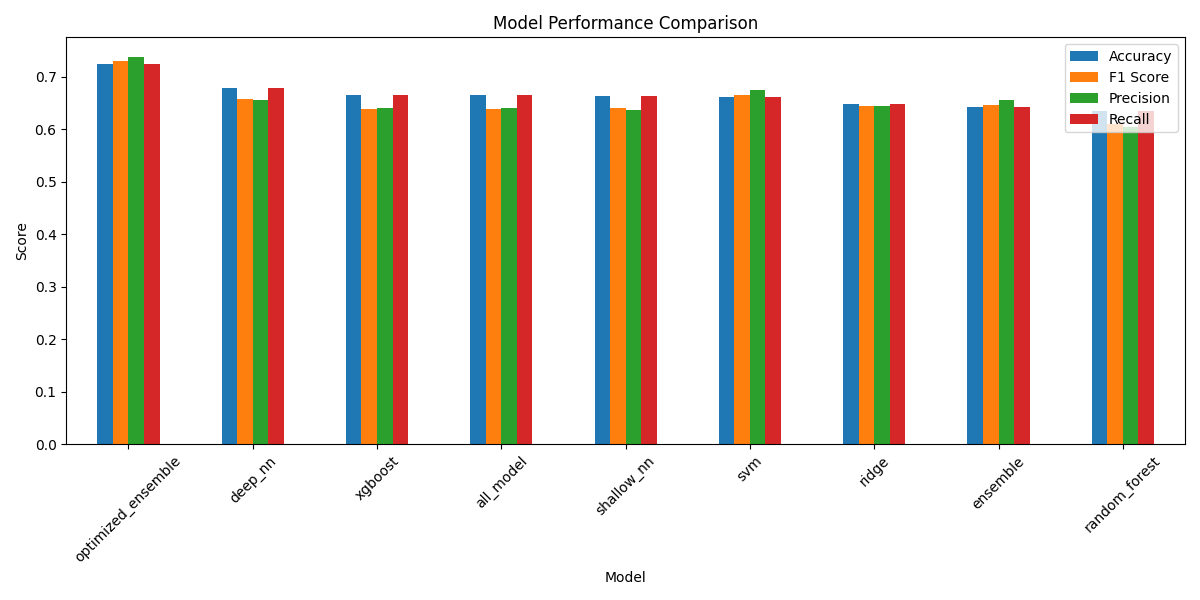 Model Performance Comparison
Accuracy
F1 Score
Precision
Recall
0.7
0.6
0.5
0.4
0.3
0.2
0.1
0.0
Score
optimized_ensemble
deep_nn
xgboost
all_model
shallow_nn
svm
ridge
ensemble
random_forest
Model